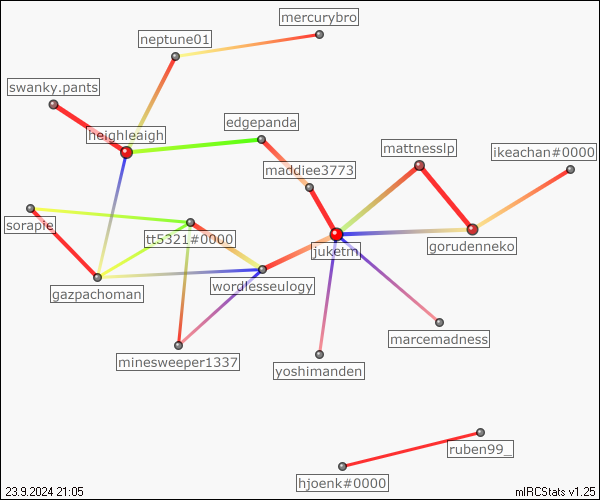 mercurybro
neptune01
swanky.pants
edgepanda
heighleaigh
mattnesslp
ikeachan#0000
maddiee3773
sorapie
tt5321#0000
juketm
gorudenneko
gazpachoman
wordlesseulogy
marcemadness
minesweeper1337
yoshimanden
ruben99_
hjoenk#0000
23.9.2024 21:05
mIRCStats v1.25